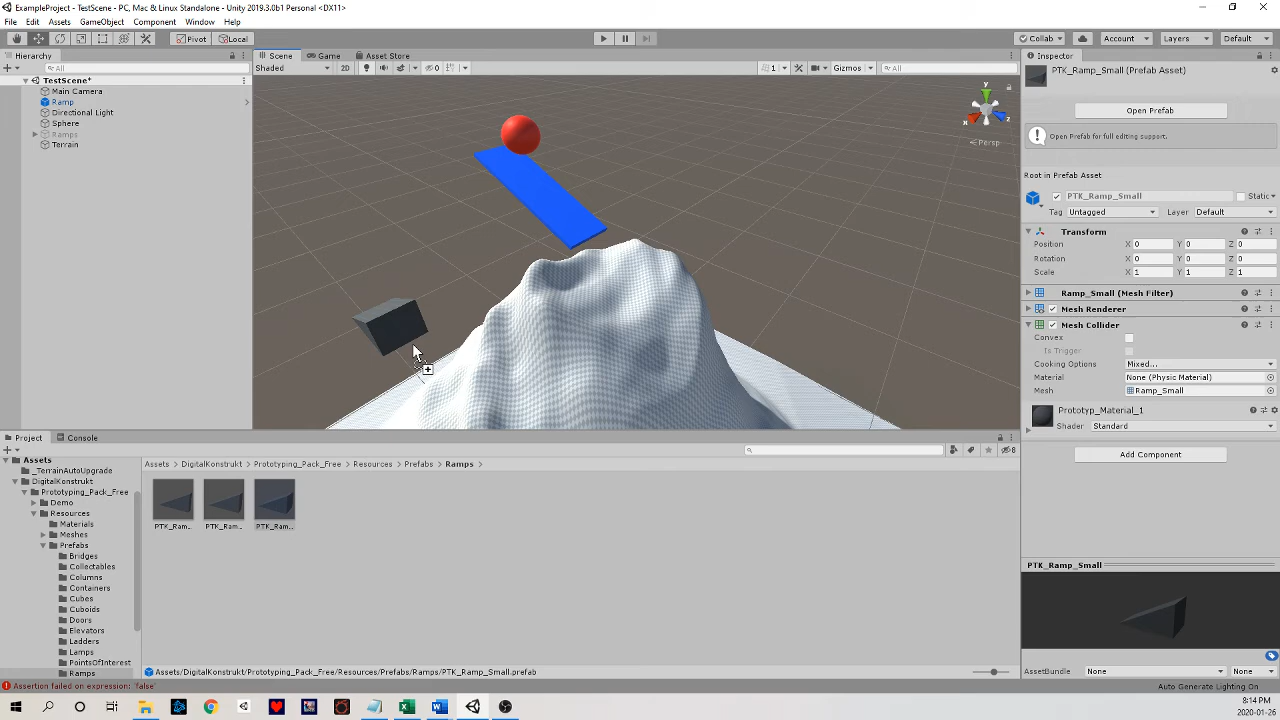 ExampleProject - TestScene - PC, Mac & Linux Standalone - Unity 2019.3.0b1 Personal <DX11>
File Edit Assets GameObject Component Window Help
Pivot Local Collab Account Layers Default
Hierarchy Scene Game Asset Store Inspector
All Shaded 2D 0 1 Gizmos All
TestScene*
Main Camera
Ramp
Directional Light
Sphere
Ramps
Terrain
y
x
z
Persp
PTK_Ramp_Small (Prefab Asset)
Open Prefab
Open Prefab for full editing support.
Root in Prefab Asset
PTK_Ramp_Small Static
Tag Untagged Layer Default
Transform
Position X 0 Y 0 Z 0
Rotation X 0 Y 0 Z 0
Scale X 1 Y 1 Z 1
Ramp_Small (Mesh Filter)
Mesh Renderer
Mesh Collider
Convex
Is Trigger
Cooking Options Mixed...
Material None (Physic Material)
Mesh Ramp_Small
Prototyp_Material_1
Shader Standard
Add Component
Project Console
8
Assets
_TerrainAutoUpgrade
DigitalKonstrukt
Prototyping_Pack_Free
Demo
Resources
Materials
Meshes
Prefabs
Bridges
Collectables
Columns
Containers
Cubes
Cuboids
Doors
Elevators
Ladders
Lamps
PointsOfInterest
Ramps
Assets > DigitalKonstrukt > Prototyping_Pack_Free > Resources > Prefabs > Ramps >
PTK_Ram... PTK_Ram... PTK_Ram...
Assets/DigitalKonstrukt/Prototyping_Pack_Free/Resources/Prefabs/Ramps/PTK_Ramp_Small.prefab
PTK_Ramp_Small
AssetBundle None None
Assertion failed on expression: 'false'
Auto Generate Lighting On
8:14 PM
2020-01-26